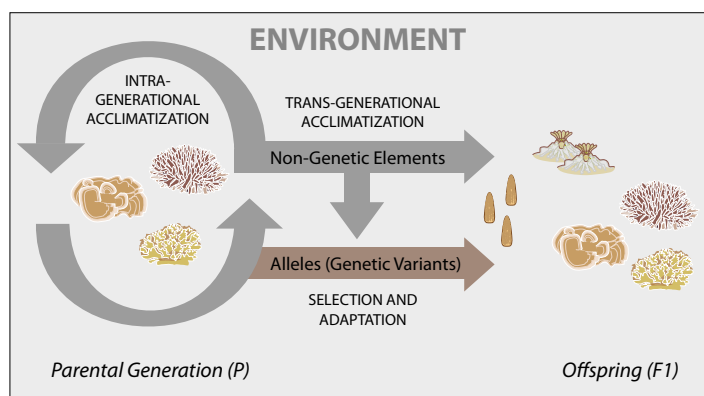 ENVIRONMENT
INTRA-
GENERATIONAL
ACCLIMATIZATION
TRANS-GENERATIONAL
ACCLIMATIZATION
Non-Genetic Elements
Alleles (Genetic Variants)
SELECTION AND
ADAPTATION
Parental Generation (P)
Offspring (F1)